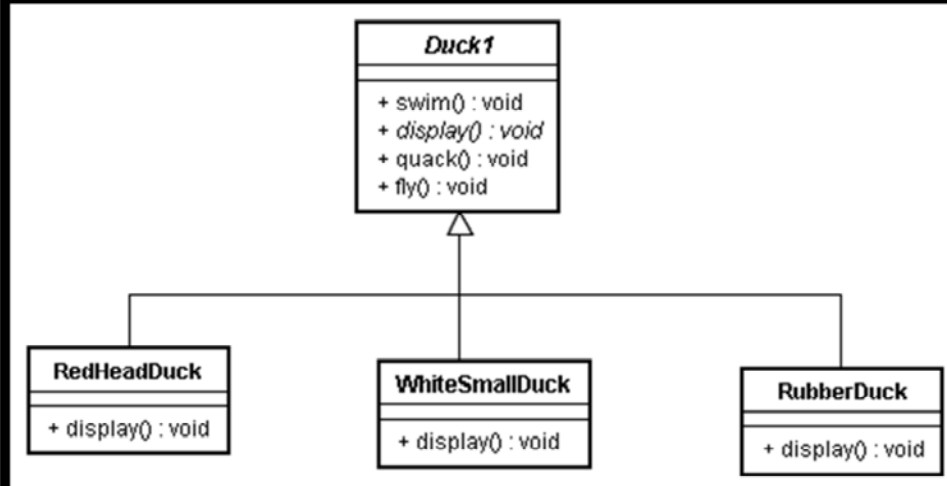 Duck1
+ swim() : void
+ display() : void
+ quack() : void
+ fly() : void
RedHeadDuck
+ display() : void
WhiteSmallDuck
+ display() : void
RubberDuck
+ display() : void